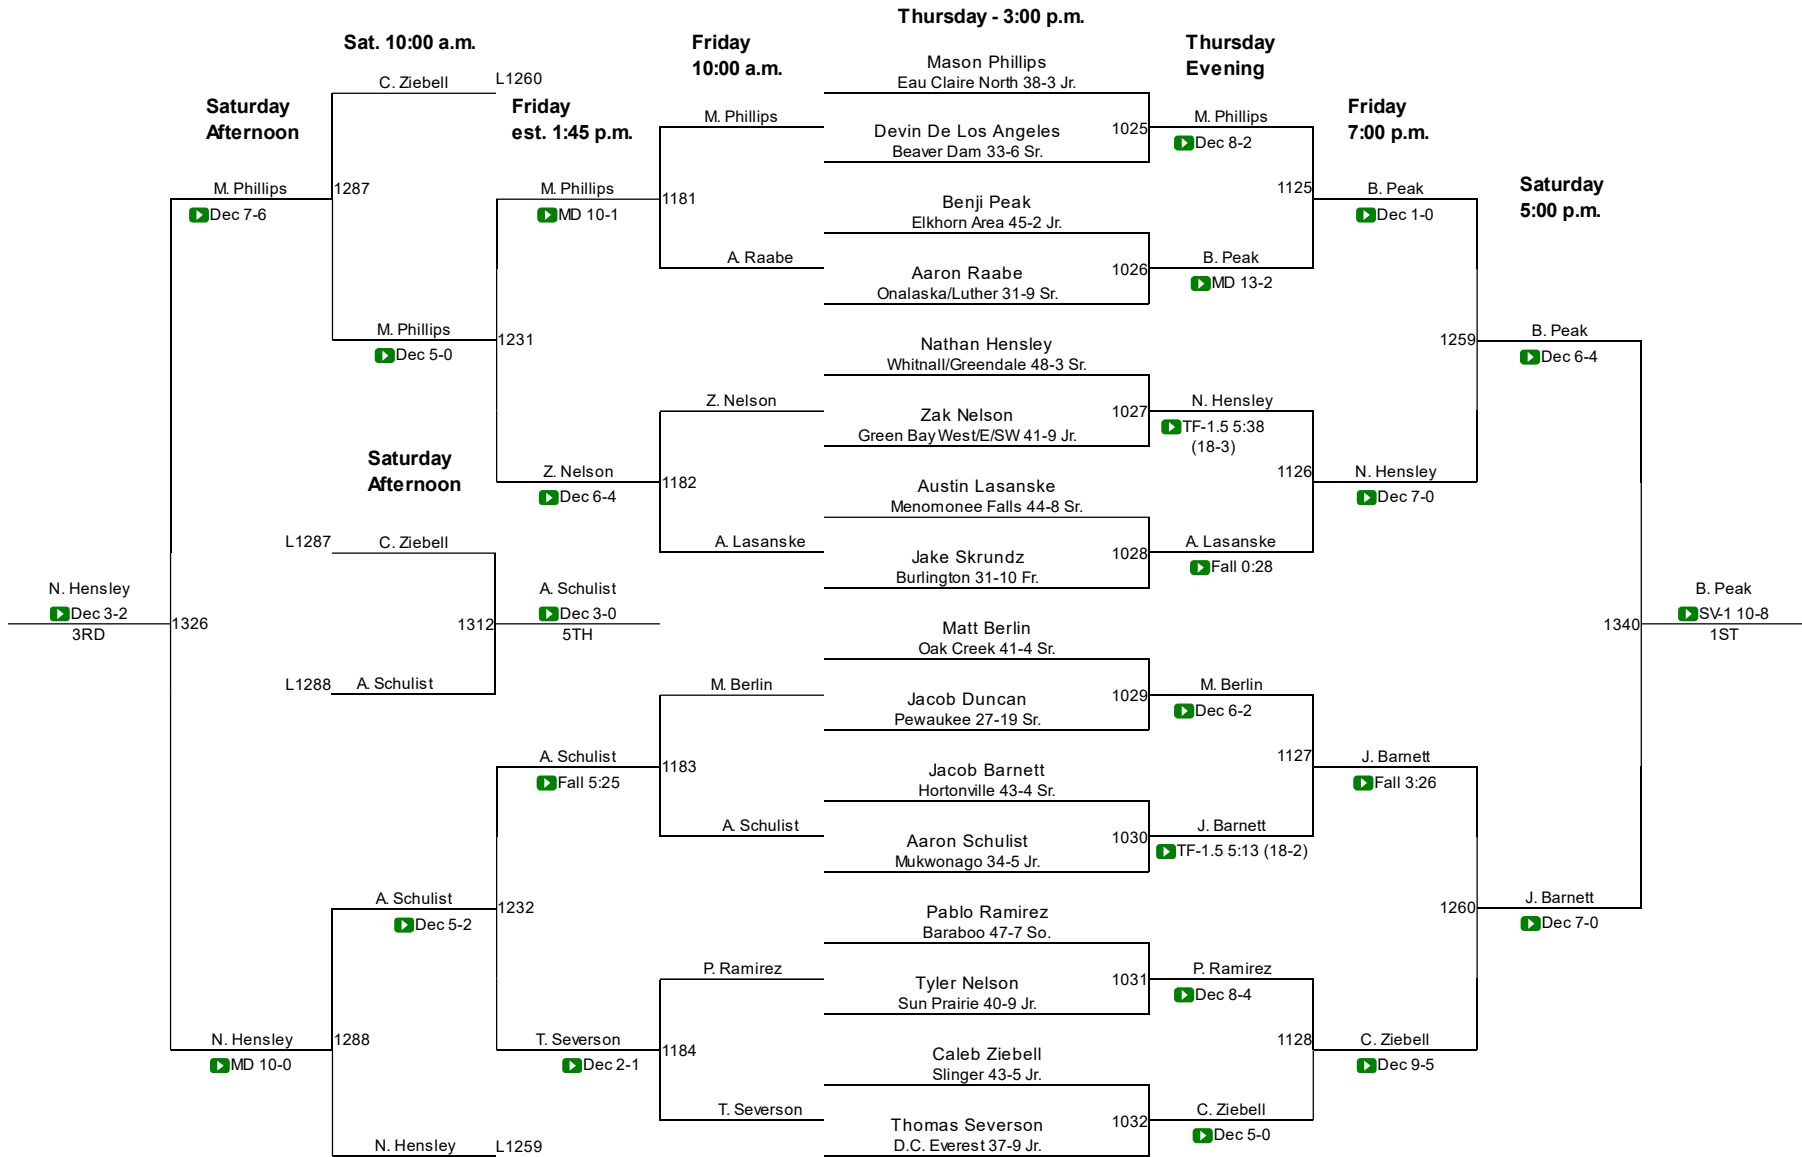 Thursday - 3:00 p.m.
Sat. 10:00 a.m.
Friday
10:00 a.m.
Thursday
Evening
Mason Phillips
Eau Claire North 38-3 Jr.
C. Ziebell
L1260
Saturday
Afternoon
Friday
est. 1:45 p.m.
Friday
7:00 p.m.
M. Phillips
Devin De Los Angeles
Beaver Dam 33-6 Sr.
1025
M. Phillips
Dec 8-2
M. Phillips
Dec 7-6
1287
M. Phillips
MD 10-1
1181
Benji Peak
Elkhorn Area 45-2 Jr.
1125
B. Peak
Dec 1-0
Saturday
5:00 p.m.
A. Raabe
Aaron Raabe
Onalaska/Luther 31-9 Sr.
1026
B. Peak
MD 13-2
M. Phillips
Dec 5-0
1231
Nathan Hensley
Whitnall/Greendale 48-3 Sr.
1259
B. Peak
Dec 6-4
Z. Nelson
Zak Nelson
Green Bay West/E/SW 41-9 Jr.
1027
N. Hensley
TF-1.5 5:38
(18-3)
Saturday
Afternoon
Z. Nelson
Dec 6-4
1182
Austin Lasanske
Menomonee Falls 44-8 Sr.
1126
N. Hensley
Dec 7-0
L1287
C. Ziebell
A. Lasanske
Jake Skrundz
Burlington 31-10 Fr.
1028
A. Lasanske
Fall 0:28
N. Hensley
Dec 3-2
3RD
1326
1312
A. Schulist
Dec 3-0
5TH
Matt Berlin
Oak Creek 41-4 Sr.
1340
B. Peak
SV-1 10-8
1ST
L1288
A. Schulist
M. Berlin
Jacob Duncan
Pewaukee 27-19 Sr.
1029
M. Berlin
Dec 6-2
A. Schulist
Fall 5:25
1183
Jacob Barnett
Hortonville 43-4 Sr.
1127
J. Barnett
Fall 3:26
A. Schulist
Aaron Schulist
Mukwonago 34-5 Jr.
1030
J. Barnett
TF-1.5 5:13 (18-2)
A. Schulist
Dec 5-2
1232
Pablo Ramirez
Baraboo 47-7 So.
1260
J. Barnett
Dec 7-0
P. Ramirez
Tyler Nelson
Sun Prairie 40-9 Jr.
1031
P. Ramirez
Dec 8-4
N. Hensley
MD 10-0
1288
T. Severson
Dec 2-1
1184
Caleb Ziebell
Slinger 43-5 Jr.
1128
C. Ziebell
Dec 9-5
T. Severson
Thomas Severson
D.C. Everest 37-9 Jr.
1032
C. Ziebell
Dec 5-0
N. Hensley
L1259